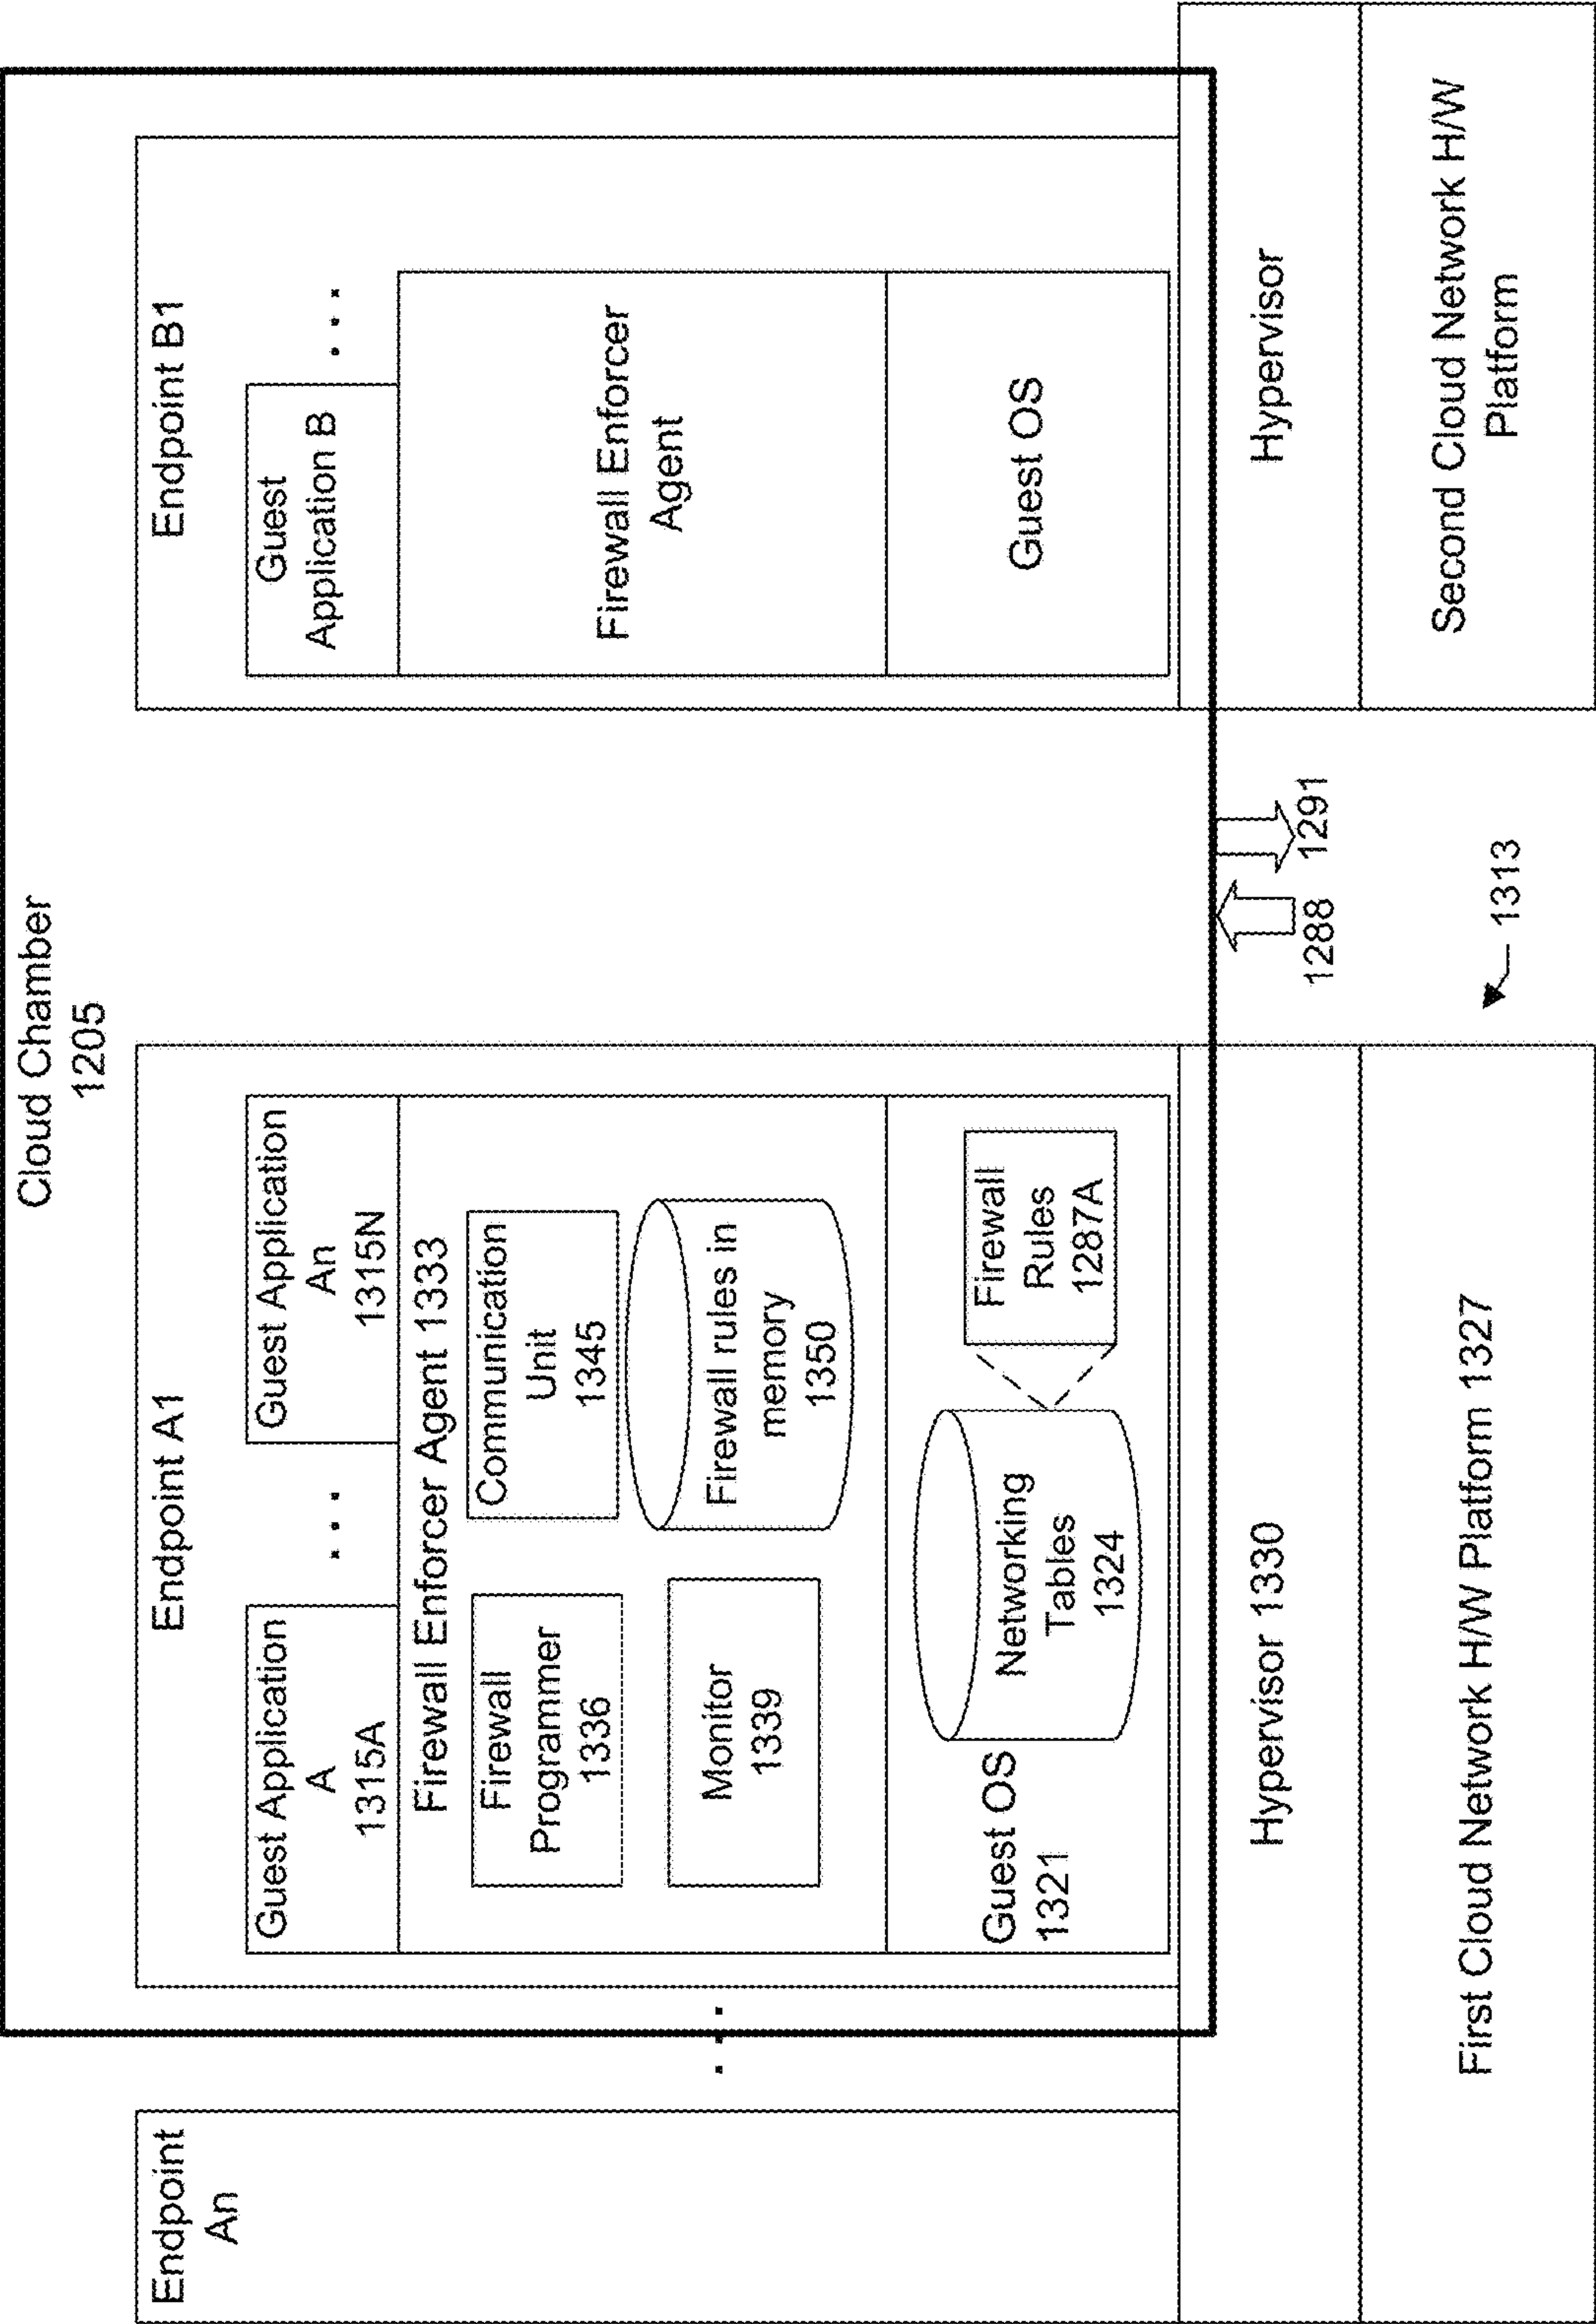 Cloud Chamber
1205
Endpoint
An
Endpoint A1
Guest Application
A
1315A
. . .
Guest Application
An
1315N
Firewall Enforcer Agent 1333
Firewall
Programmer
1336
Communication
Unit
1345
Monitor
1339
Firewall rules in
memory
1350
Guest OS
1321
Networking
Tables
1324
Firewall
Rules
1287A
. . .
Endpoint B1
Guest
Application B
. . .
Firewall Enforcer
Agent
Guest OS
Hypervisor 1330
1288
1291
Hypervisor
First Cloud Network H/W Platform 1327
1313
Second Cloud Network H/W
Platform